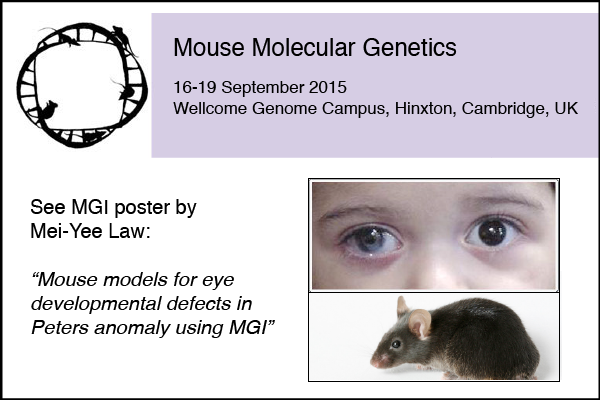 Mouse Molecular Genetics
16-19 September 2015
Wellcome Genome Campus, Hinxton, Cambridge, UK
See MGI poster by
Mei-Yee Law:
“Mouse models for eye
developmental defects in
Peters anomaly using MGI”